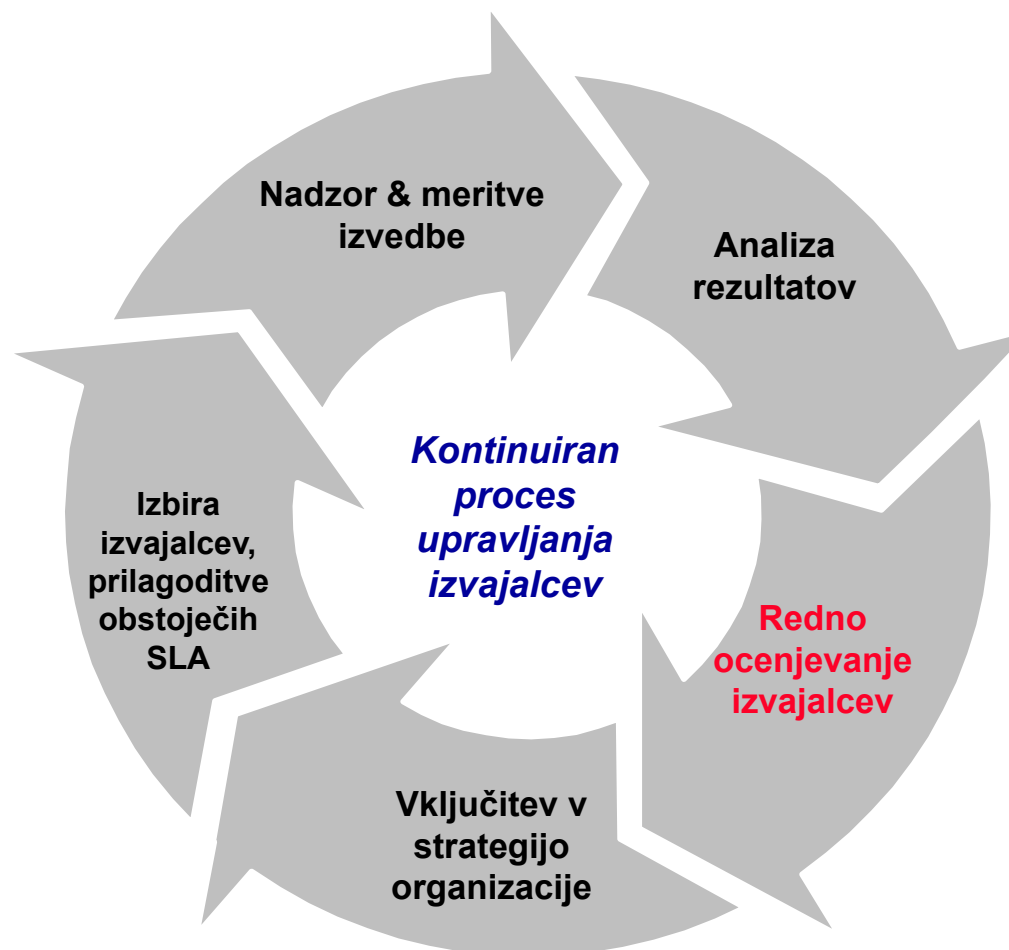 Nadzor & meritve
izvedbe
Analiza
rezultatov
Redno
ocenjevanje
izvajalcev
Vključitev v
strategijo
organizacije
Izbira
izvajalcev,
prilagoditve
obstoječih
SLA
Kontinuiran
proces
upravljanja
izvajalcev